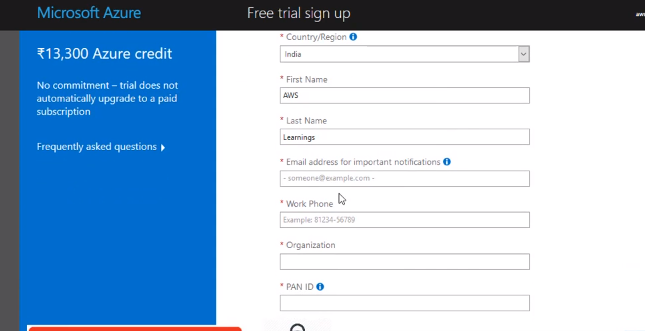 Microsoft Azure
Free trial sign up
₹13,300 Azure credit
No commitment – trial does not
automatically upgrade to a paid
subscription
Frequently asked questions
* Country/Region
India
* First Name
AWS
* Last Name
Learnings
* Email address for important notifications
- someone@example.com -
* Work Phone
Example: 81234-56789
* Organization
* PAN ID